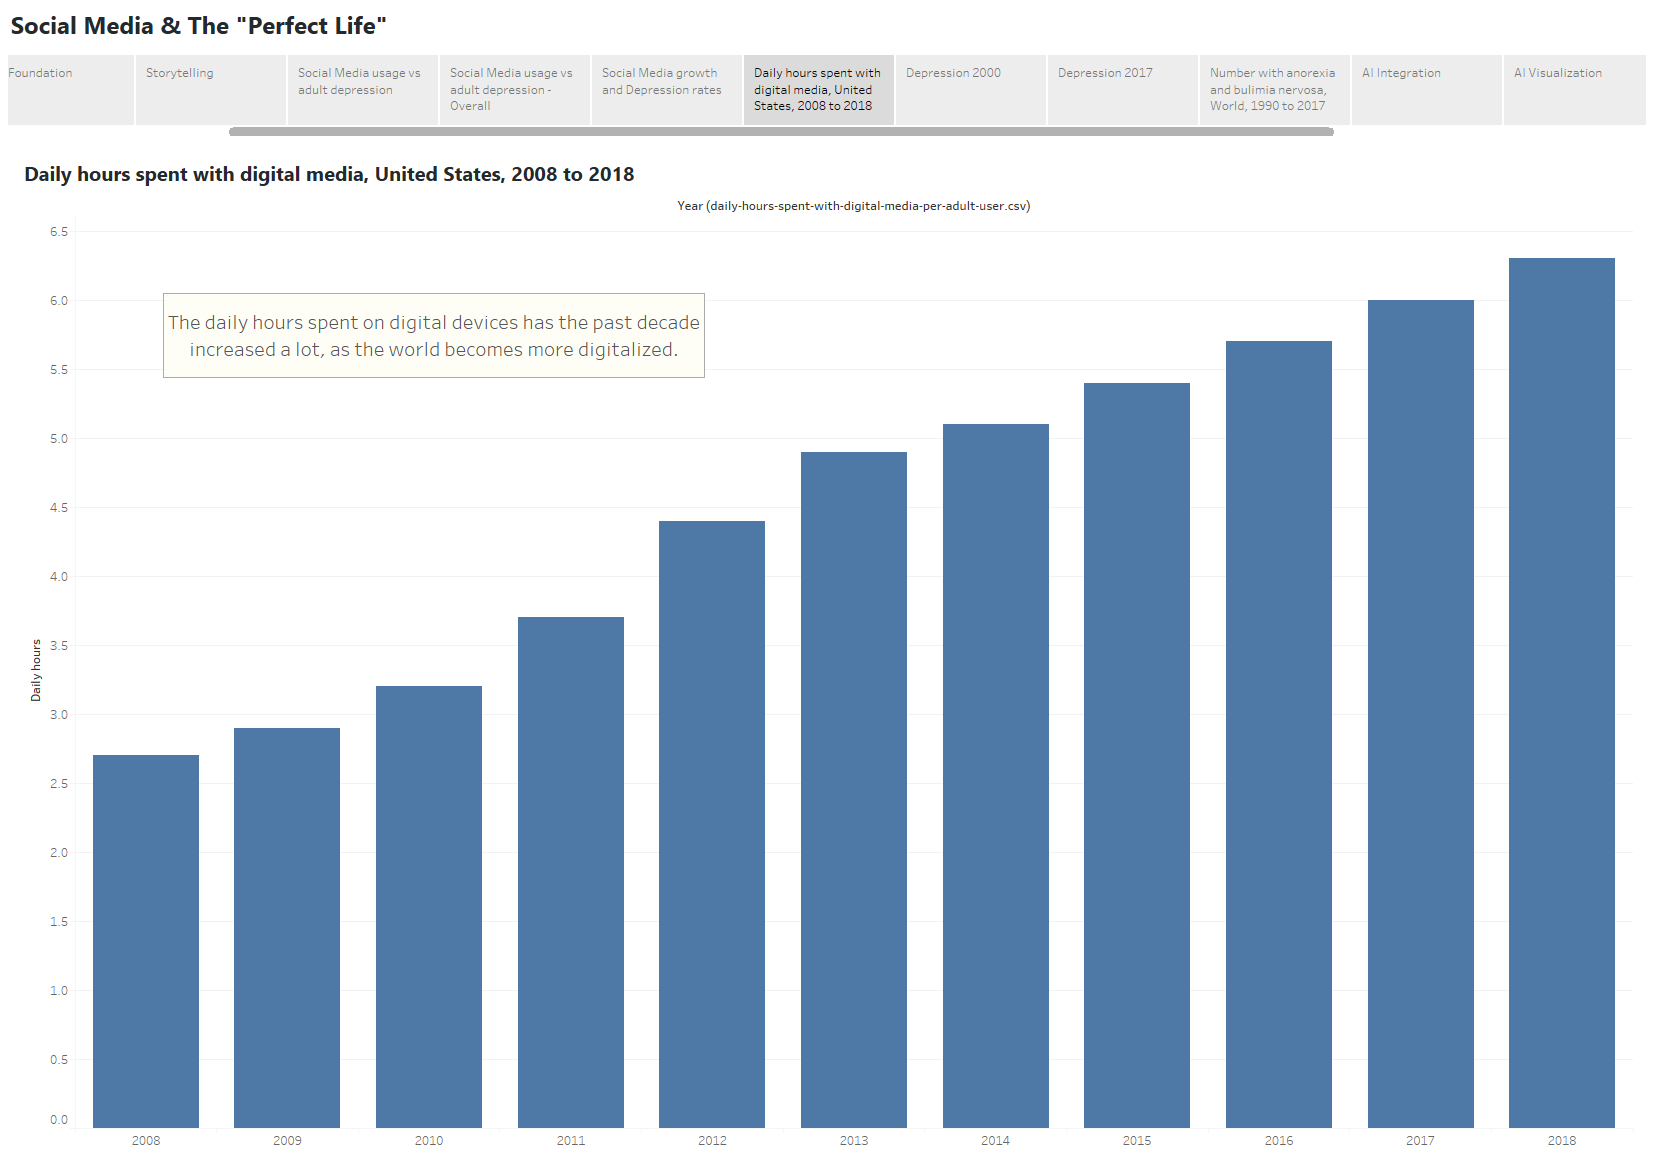 Social Media & The "Perfect Life"
Foundation
Storytelling
Social Media usage vs
adult depression
Social Media usage vs
adult depression -
Overall
Social Media growth
and Depression rates
Daily hours spent with
digital media, United
States, 2008 to 2018
Depression 2000
Depression 2017
Number with anorexia
and bulimia nervosa,
World, 1990 to 2017
AI Integration
AI Visualization
Daily hours spent with digital media, United States, 2008 to 2018
Year (daily-hours-spent-with-digital-media-per-adult-user.csv)
The daily hours spent on digital devices has the past decade
increased a lot, as the world becomes more digitalized.
Daily hours
6.5
6.0
5.5
5.0
4.5
4.0
3.5
3.0
2.5
2.0
1.5
1.0
0.5
0.0
2008 2009 2010 2011 2012 2013 2014 2015 2016 2017 2018